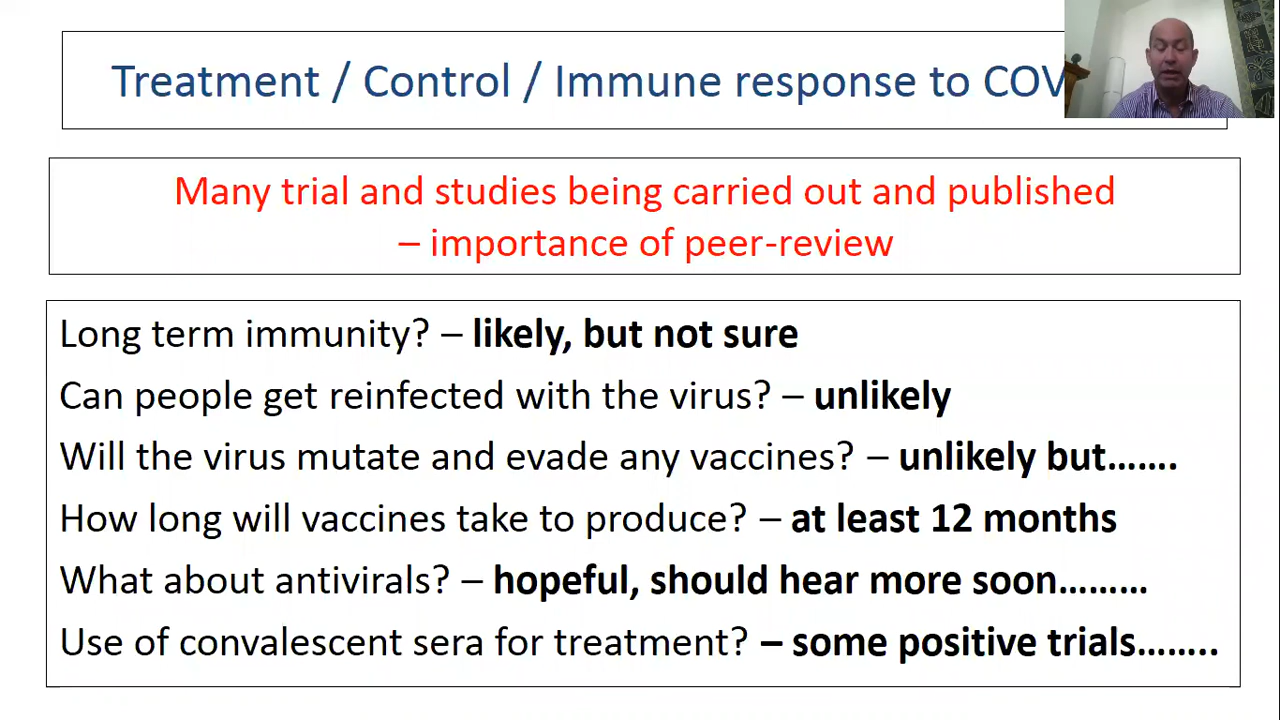 Treatment / Control / Immune response to COV
Many trial and studies being carried out and published
– importance of peer-review
Long term immunity? – likely, but not sure
Can people get reinfected with the virus? – unlikely
Will the virus mutate and evade any vaccines? – unlikely but…….
How long will vaccines take to produce? – at least 12 months
What about antivirals? – hopeful, should hear more soon………
Use of convalescent sera for treatment? – some positive trials……..